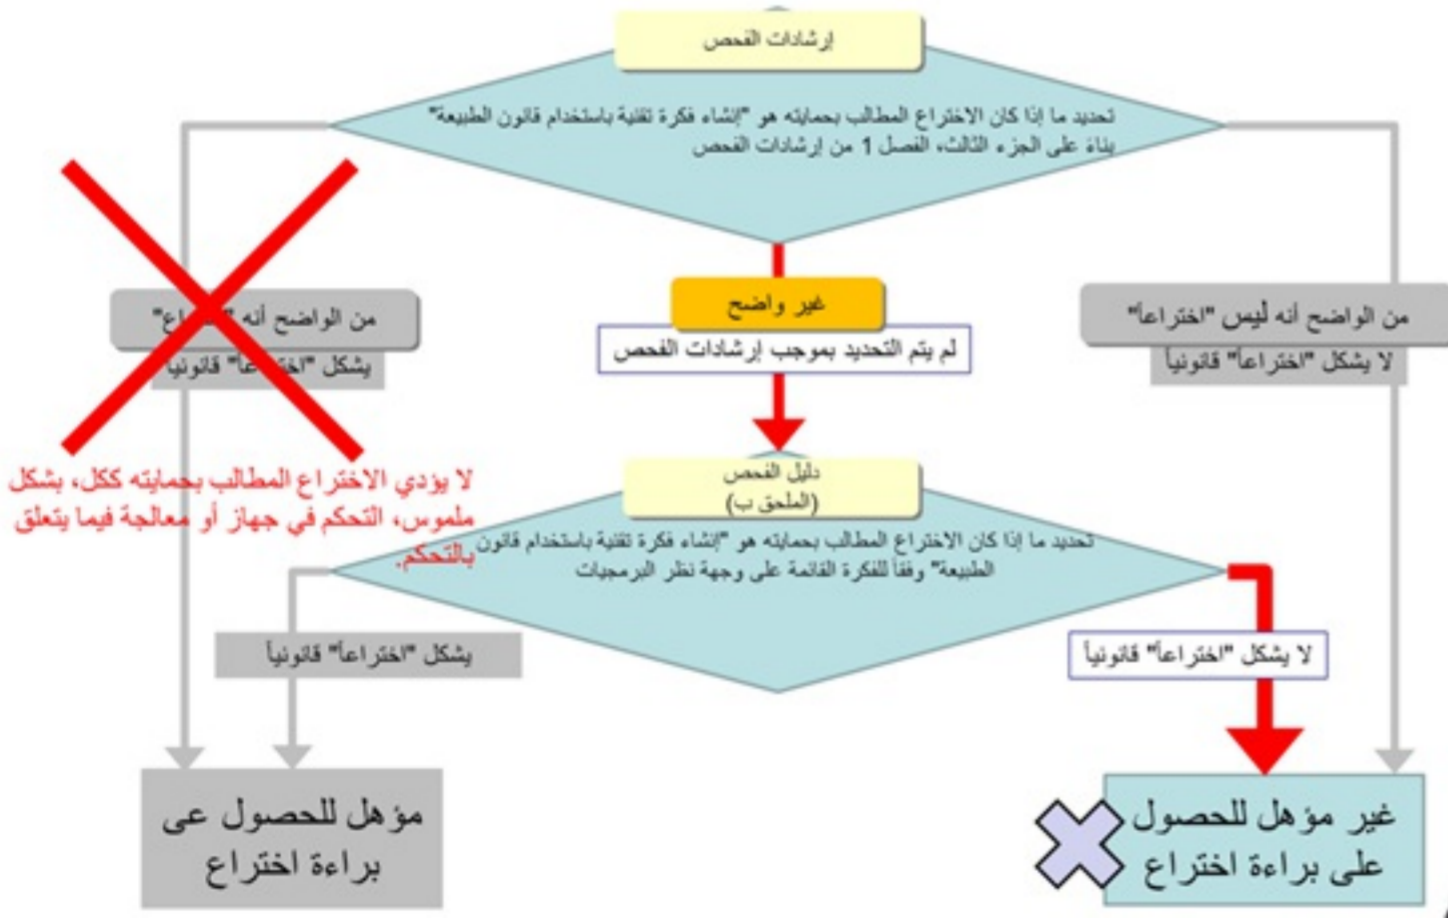 إرشادات الفحص
تحديد ما إذا كان الاختراع المطالب بحمايته هو "إنشاء فكرة تقنية باستخدام قانون الطبيعة"
بناءً على الجزء الثالث، الفصل 1 من إرشادات الفحص
من الواضح أنه ليس "اختراعاً"
لا يشكل "اختراعاً" قانونياً
غير واضح
لم يتم التحديد بموجب إرشادات الفحص
من الواضح أنه
يشكل قانونياً
لا يؤدي الاختراع المطالب بحمايته ككل، بشكل
ملموس، التحكم في جهاز أو معالجة فيما يتعلق
بالتحكم.
دليل الفحص
(الملحق ب)
تحديد ما إذا كان الاختراع المطالب بحمايته هو "إنشاء فكرة تقنية باستخدام قانون
الطبيعة" وفقاً للفكرة القائمة على وجهة نظر البرمجيات
لا يشكل "اختراعاً" قانونياً
يشكل "اختراعاً" قانونياً
غير مؤهل للحصول
على براءة اختراع
مؤهل للحصول عى
براءة اختراع